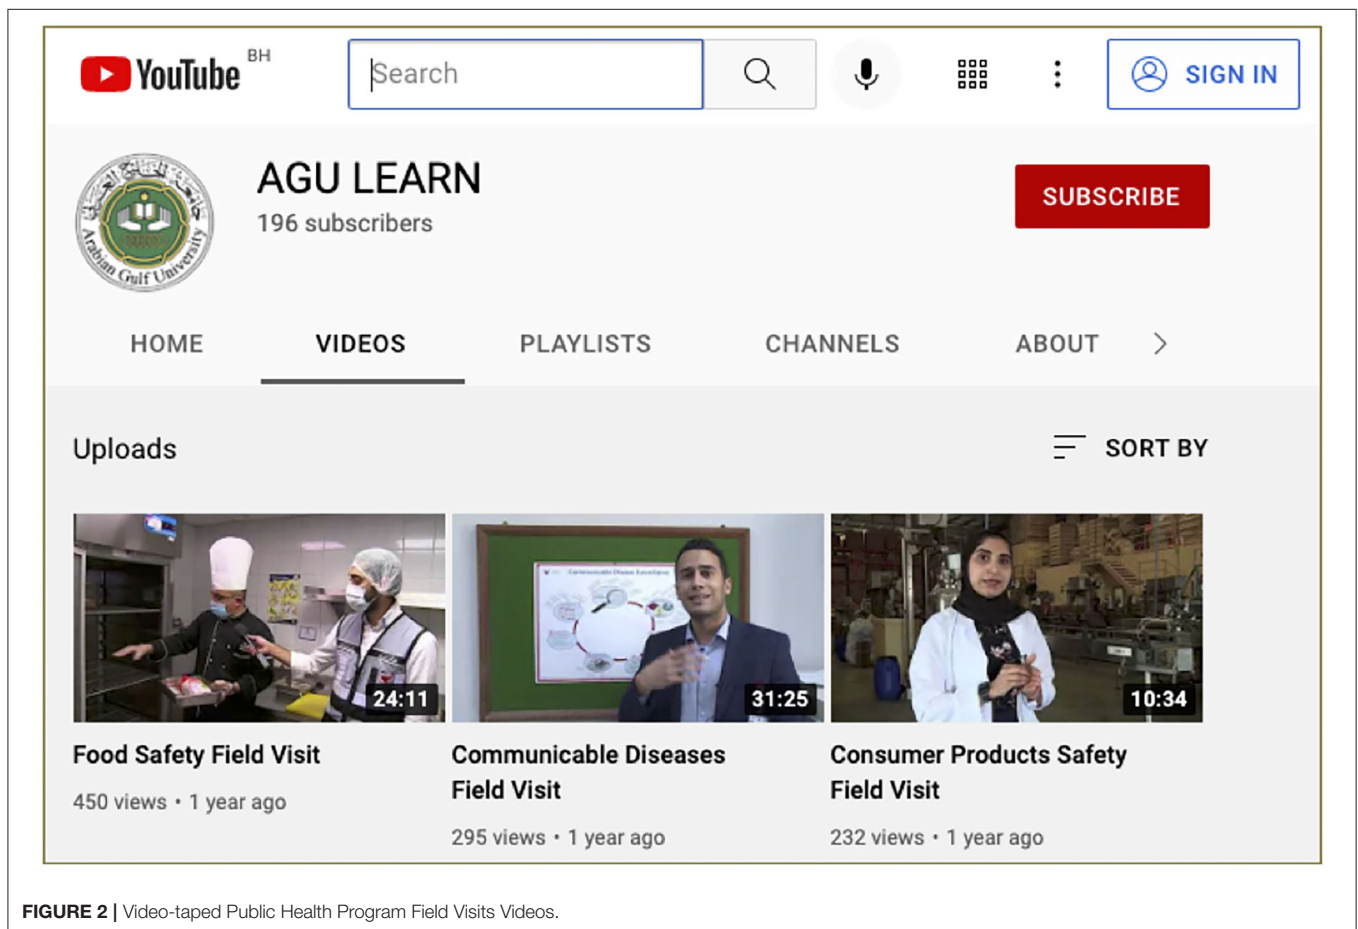 YouTube BH
Search
SIGN IN
Arabian Gulf University
AGU LEARN
196 subscribers
SUBSCRIBE
HOME VIDEOS PLAYLISTS CHANNELS ABOUT
Uploads
SORT BY
24:11 31:25 10:34
Food Safety Field Visit
450 views • 1 year ago
Communicable Diseases
Field Visit
295 views • 1 year ago
Consumer Products Safety
Field Visit
232 views • 1 year ago
FIGURE 2 | Video-taped Public Health Program Field Visits Videos.